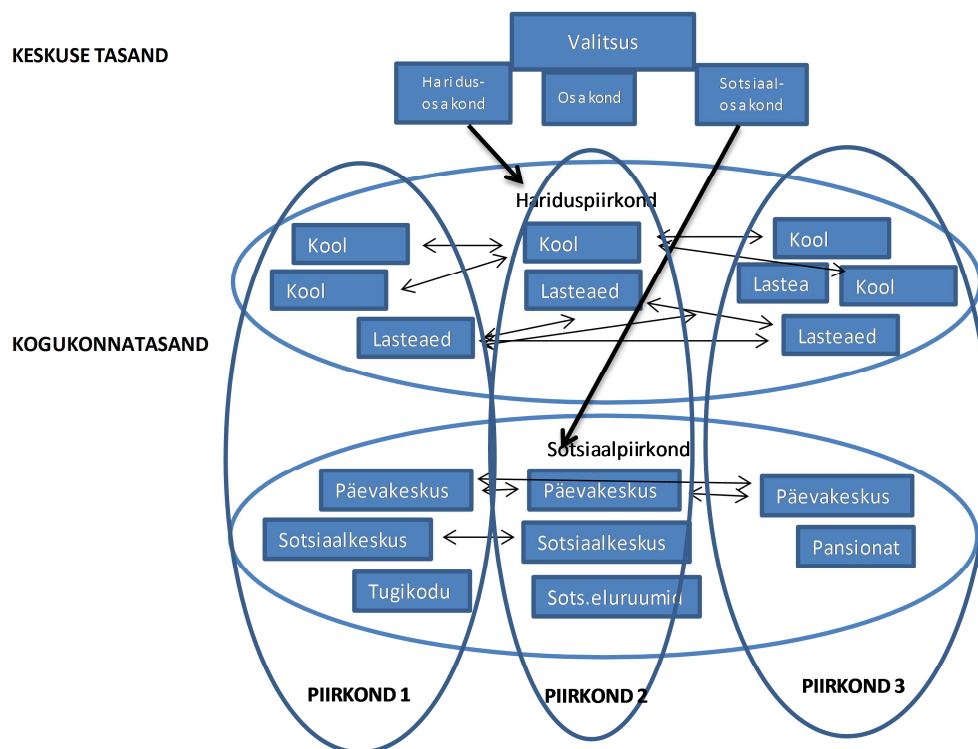 KESKUSE TASAND
Valitsus
Haridus-
osakond
Osakond
Sotsiaal-
osakond
Hariduspiirkond
Kool
Kool
Kool
Kool
Lasteaed
Lastea
Kool
Lasteaed
Lasteaed
KOGUKONNATASAND
Sotsiaalpiirkond
Päevakeskus
Päevakeskus
Päevakeskus
Sotsiaalkeskus
Sotsiaalkeskus
Pansionat
Tugikodu
Sots.eluruumid
PIIRKOND 1
PIIRKOND 2
PIIRKOND 3